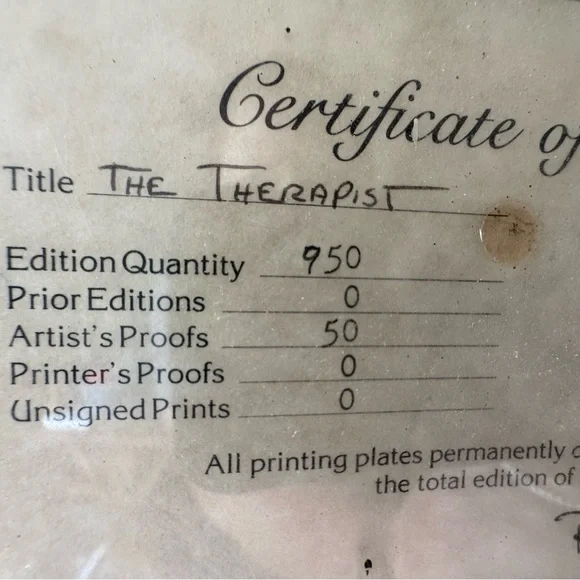 Certificate of
Title THE THERAPIST
Edition Quantity 950
Prior Editions 0
Artist's Proofs 50
Printer's Proofs 0
Unsigned Prints 0
All printing plates permanently
the total edition of